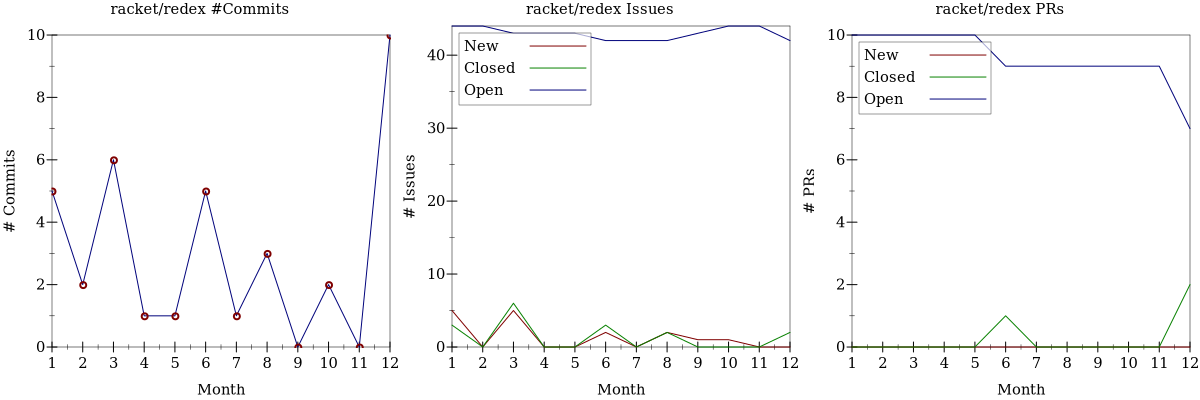 racket/redex #Commits
10
8
6
4
2
0
# Commits
1 2 3 4 5 6 7 8 9 10 11 12
Month
racket/redex Issues
New
Closed
Open
40
30
20
10
0
# Issues
1 2 3 4 5 6 7 8 9 10 11 12
Month
racket/redex PRs
New
Closed
Open
10
8
6
4
2
0
# PRs
1 2 3 4 5 6 7 8 9 10 11 12
Month